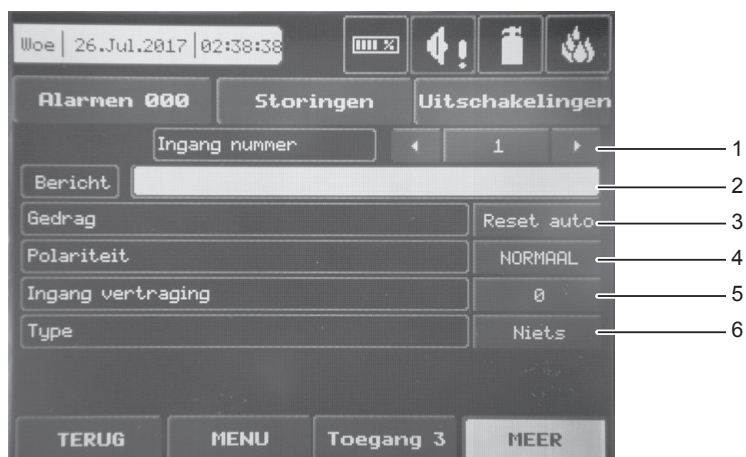 Woe 26.Jul.2017 02:38:38 %
Alarmen 000 Storingen Uitschakelingen
Ingang nummer 1 1
Bericht 2
Gedrag Reset auto 3
Polariteit NORMAAL 4
Ingang vertraging 0 5
Type Niets 6
TERUG MENU Toegang 3 MEER